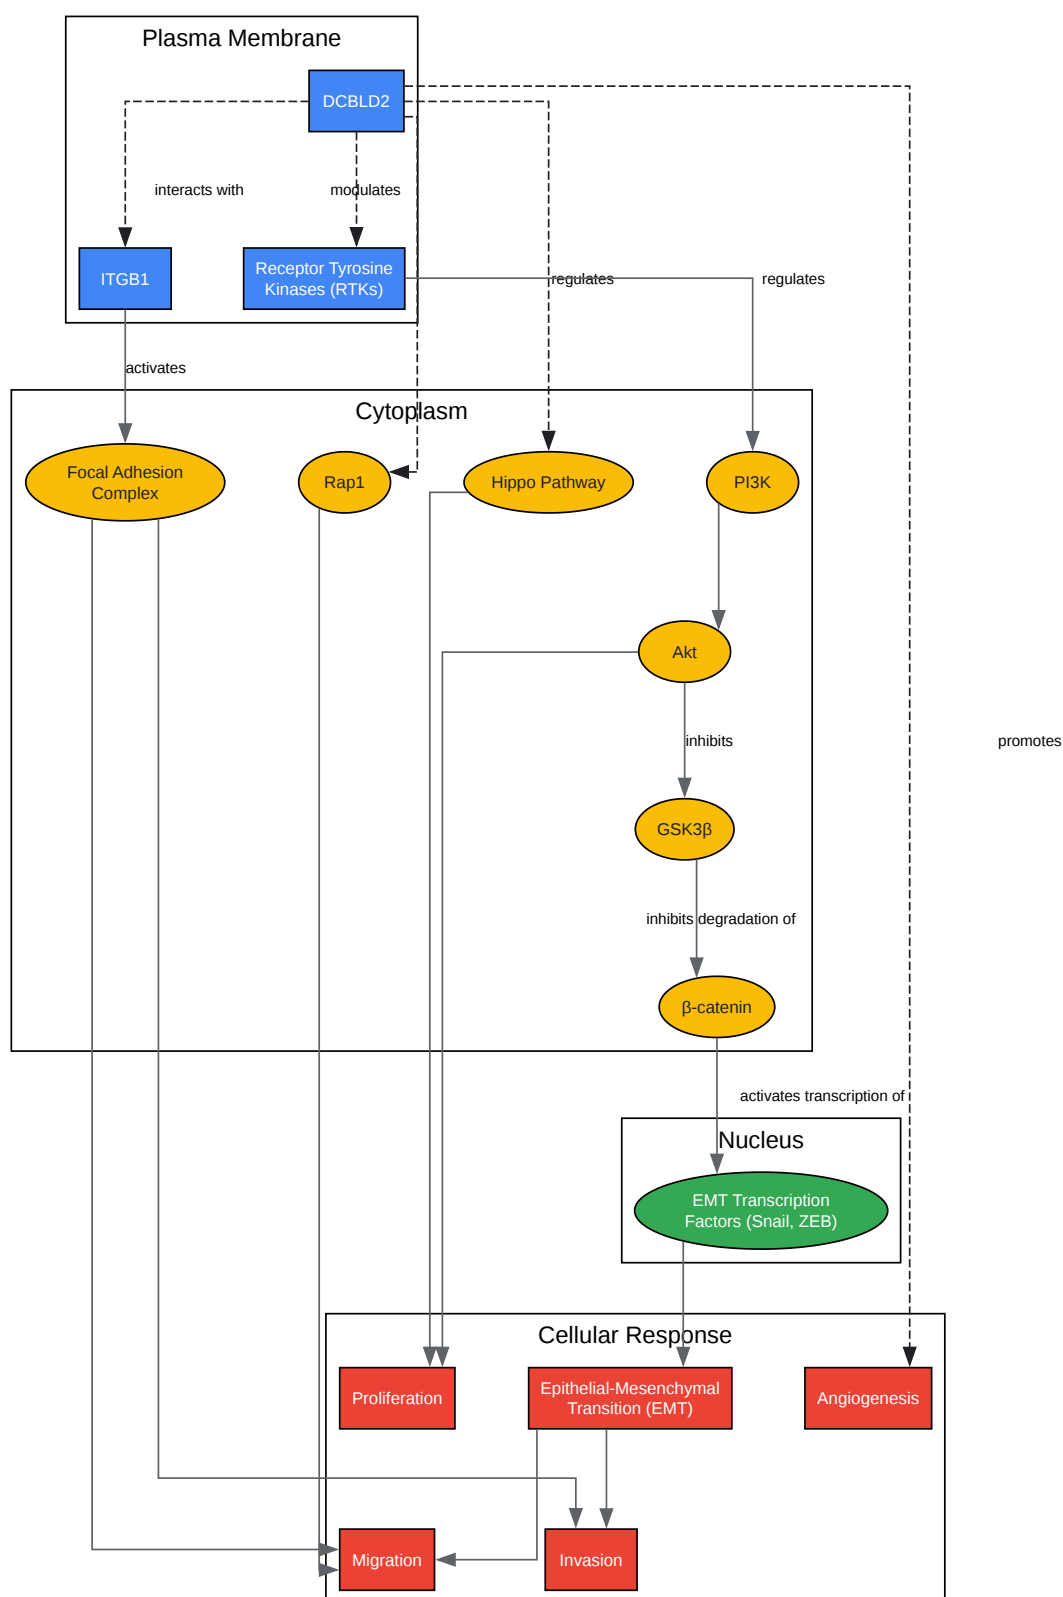 Plasma Membrane
DCBLD2
interacts with
modulates
ITGB1
Receptor Tyrosine
Kinases (RTKs)
regulates
regulates
activates
Cytoplasm
Focal Adhesion
Complex
Rap1
Hippo Pathway
PI3K
Akt
inhibits
promotes
GSK3β
inhibits degradation of
β-catenin
activates transcription of
Nucleus
EMT Transcription
Factors (Snail, ZEB)
Cellular Response
Proliferation
Epithelial-Mesenchymal
Transition (EMT)
Angiogenesis
Migration
Invasion